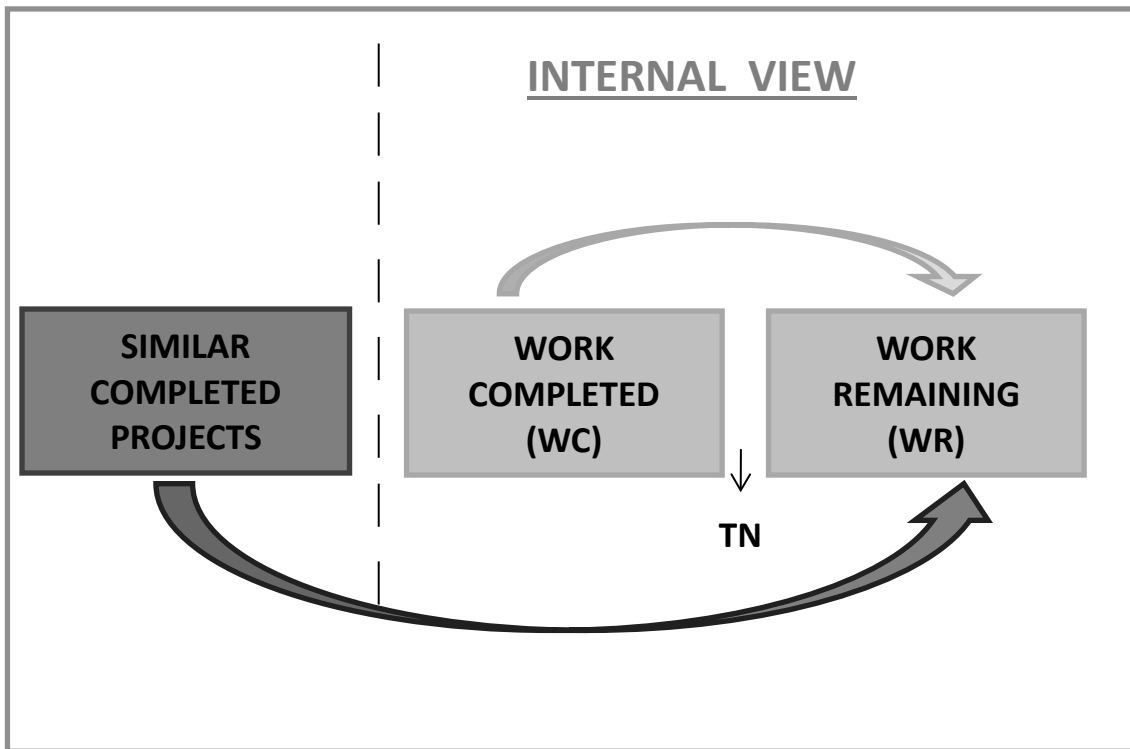 INTERNAL VIEW
SIMILAR
COMPLETED
PROJECTS
WORK
COMPLETED
(WC)
WORK
REMAINING
(WR)
TN